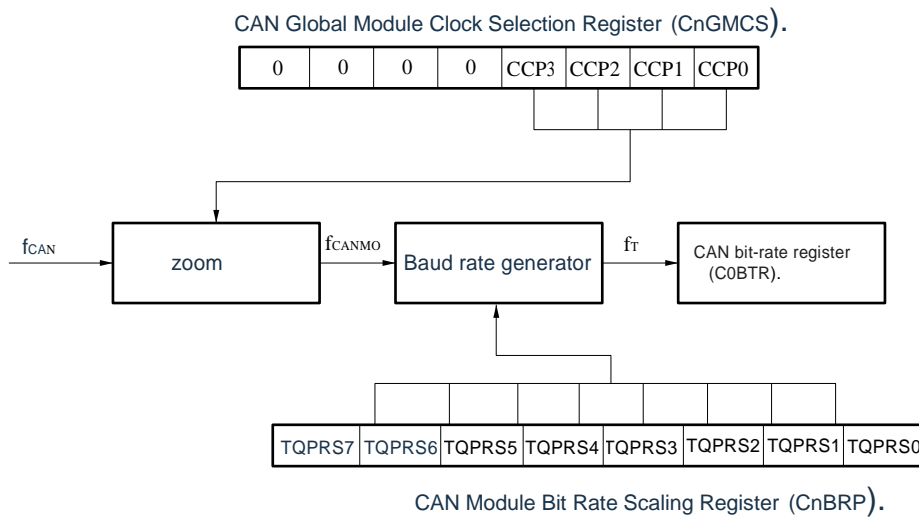 CAN Global Module Clock Selection Register (CnGMCS).
0 0 0 0 CCP3 CCP2 CCP1 CCP0
fCAN
zoom
fCANMO
Baud rate generator
fT
CAN bit-rate register
(C0BTR).
TQPRS7 TQPRS6 TQPRS5 TQPRS4 TQPRS3 TQPRS2 TQPRS1 TQPRS0
CAN Module Bit Rate Scaling Register (CnBRP).